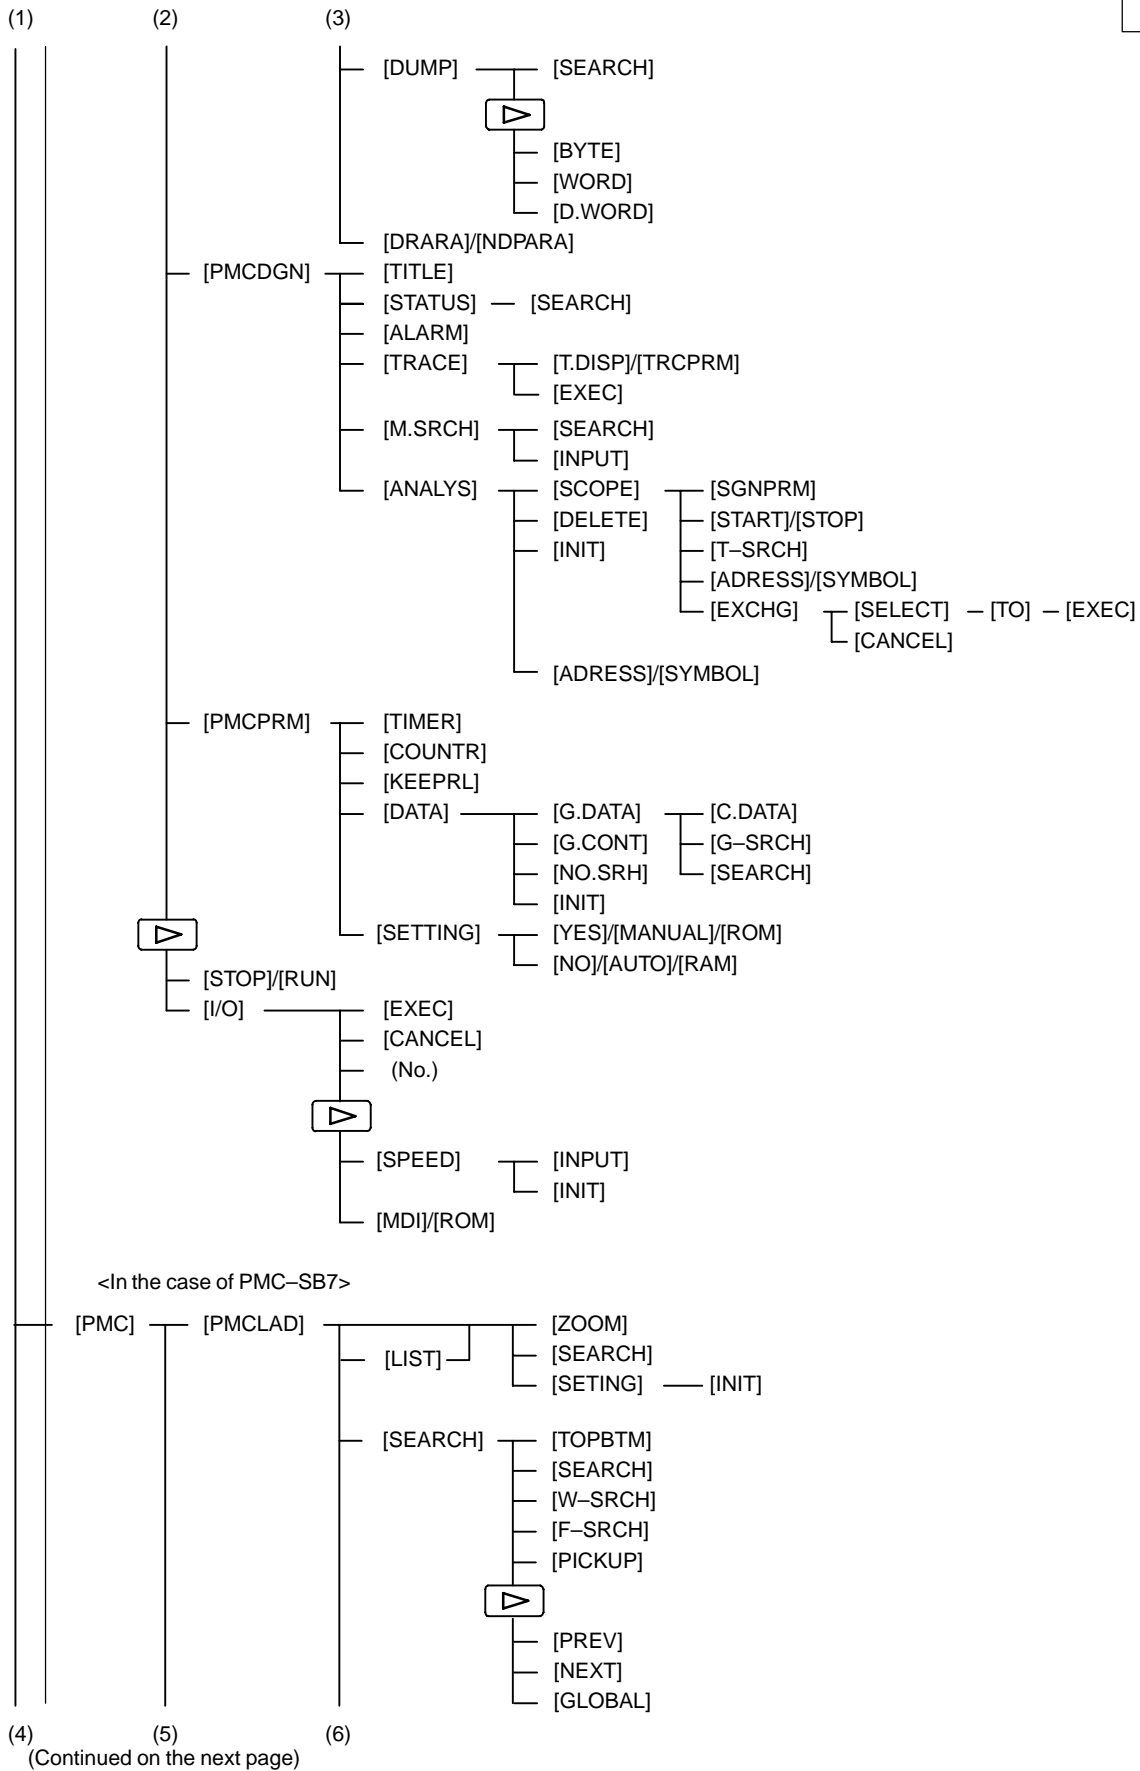 (1) (2) (3)
[DUMP] [SEARCH]
[BYTE]
[WORD]
[D.WORD]
[DRARA]/[NDPARA]
[PMCDGN] [TITLE]
[STATUS] [SEARCH]
[ALARM]
[TRACE] [T.DISP]/[TRCPRM]
[EXEC]
[M.SRCH] [SEARCH]
[INPUT]
[ANALYS] [SCOPE] [SGNPRM]
[DELETE] [START]/[STOP]
[INIT] [T–SRCH]
[ADRESS]/[SYMBOL]
[EXCHG] [SELECT] [TO] [EXEC]
[CANCEL]
[ADRESS]/[SYMBOL]
[PMCPRM] [TIMER]
[COUNTR]
[KEEPRL]
[DATA] [G.DATA] [C.DATA]
[G.CONT] [G–SRCH]
[NO.SRH] [SEARCH]
[INIT]
[SETTING] [YES]/[MANUAL]/[ROM]
[NO]/[AUTO]/[RAM]
[STOP]/[RUN]
[I/O] [EXEC]
[CANCEL]
(No.)
[SPEED] [INPUT]
[INIT]
[MDI]/[ROM]
<In the case of PMC–SB7>
[PMC] [PMCLAD] [ZOOM]
[LIST] [SEARCH]
[SETING] [INIT]
[SEARCH] [TOPBTM]
[SEARCH]
[W–SRCH]
[F–SRCH]
[PICKUP]
[PREV]
[NEXT]
[GLOBAL]
(4) (5) (6)
(Continued on the next page)